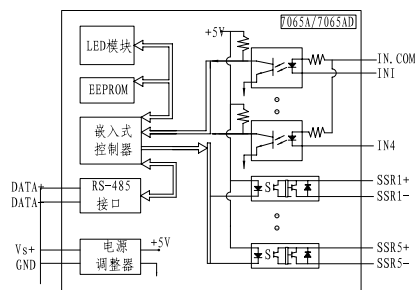 7065A/7065AD
LED模块
EEPROM
嵌入式
控制器
RS-485
接口
电源
调整器
+5V
DATA+
DATA-
Vs+
GND
+5V
IN.COM
IN1
IN4
S
SSR1+
SSR1-
S
SSR5+
SSR5-